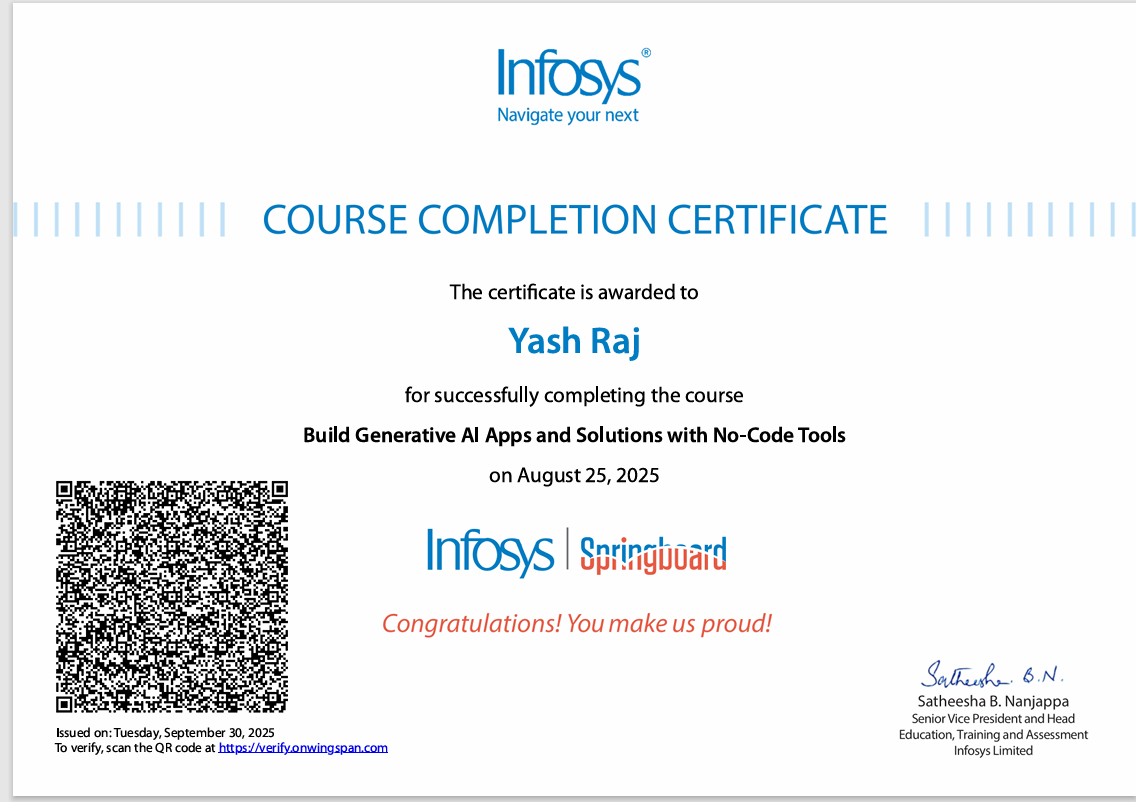 Infosys®
Navigate your next
COURSE COMPLETION CERTIFICATE
The certificate is awarded to
Yash Raj
for successfully completing the course
Build Generative AI Apps and Solutions with No-Code Tools
on August 25, 2025
Infosys | Springboard
Congratulations! You make us proud!
Satheesha B.N.
Satheesha B. Nanjappa
Senior Vice President and Head
Education, Training and Assessment
Infosys Limited
Issued on: Tuesday, September 30, 2025
To verify, scan the QR code at https://verify.onwingspan.com